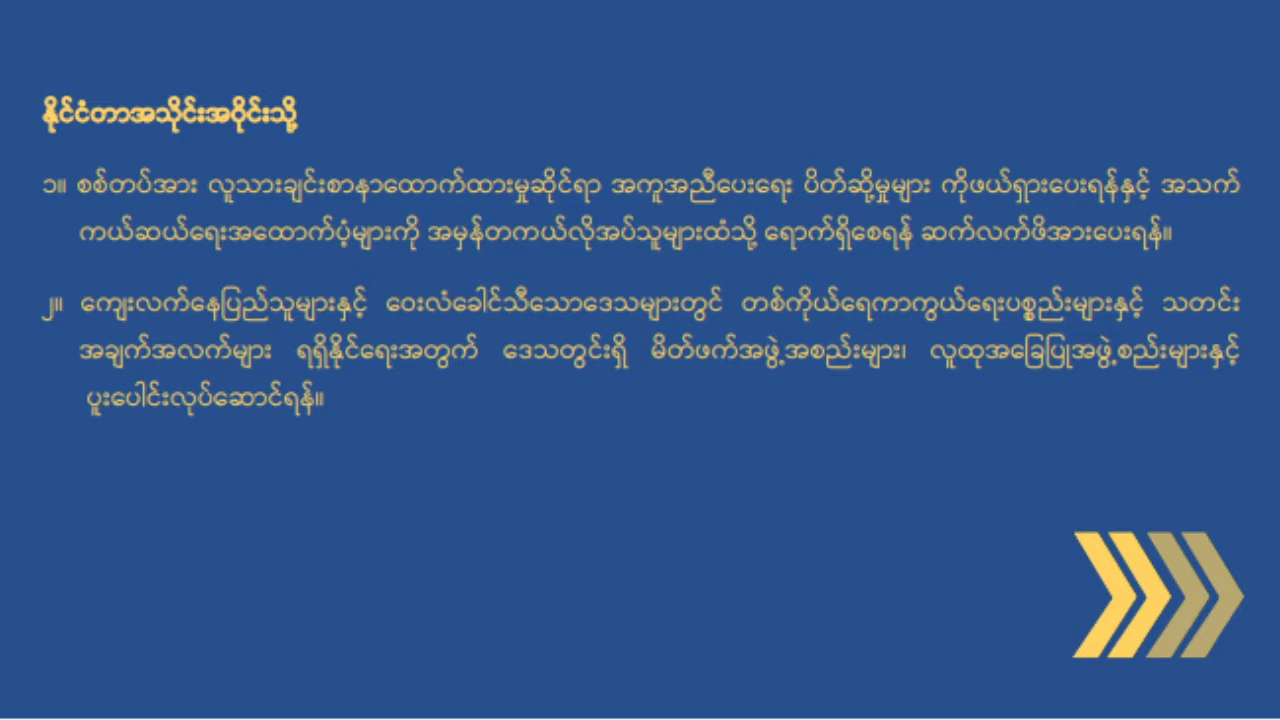 နိုင်ငံတာအသိုင်းအဝိုင်းသို့
၁။ စစ်တပ်အား လူသားချင်းစာနာထောက်ထားမှုဆိုင်ရာ အကူအညီပေးရေး ပိတ်ဆို့မှုများ ကိုဖယ်ရှားပေးရန်နှင့် အသက်
ကယ်ဆယ်ရေးအထောက်ပံ့များကို အမှန်တကယ်လိုအပ်သူများထံသို့ ရောက်ရှိစေရန် ဆက်လက်ဖိအားပေးရန်။
၂။ ကျေးလက်နေပြည်သူများနှင့် ဝေးလံခေါင်သီသောဒေသများတွင် တစ်ကိုယ်ရေကာကွယ်ရေးပစ္စည်းများနှင့် သတင်း
အချက်အလက်များ ရရှိနိုင်ရေးအတွက် ဒေသတွင်းရှိ မိတ်ဖက်အဖွဲ့အစည်းများ၊ လူထုအခြေပြုအဖွဲ့စည်းများနှင့်
ပူးပေါင်းလုပ်ဆောင်ရန်။